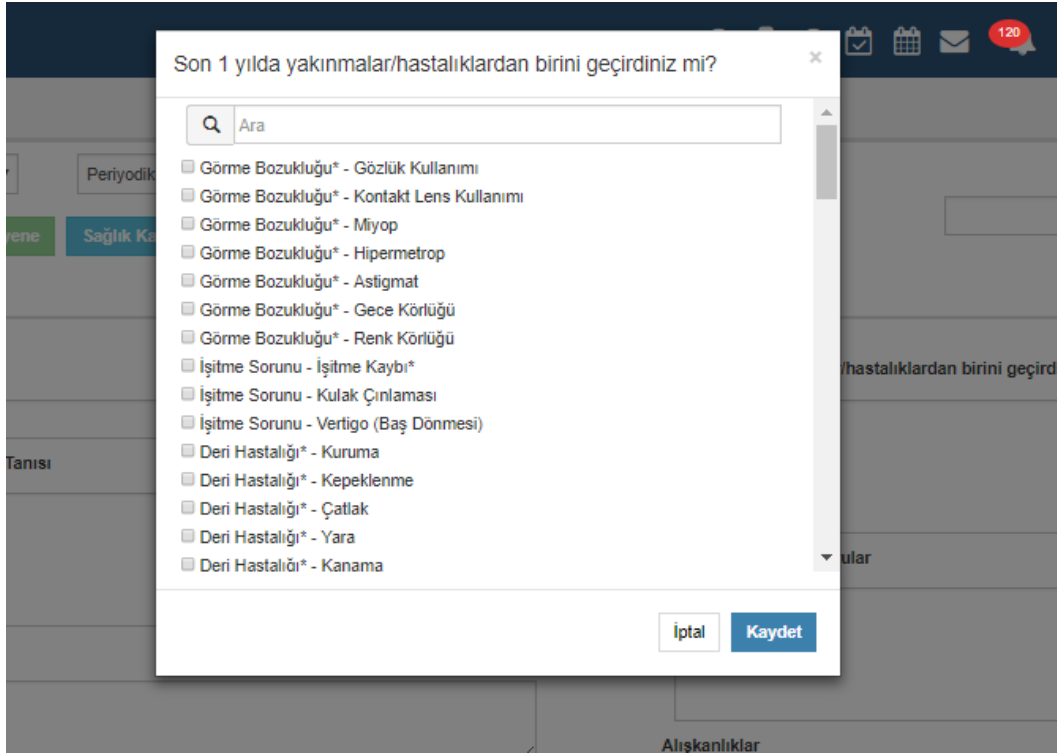 120
Son 1 yılda yakınmalar/hastalıklardan birini geçirdiniz mi?
×
Ara
Periyodik
Görme Bozukluğu* - Gözlük Kullanımı
Görme Bozukluğu* - Kontakt Lens Kullanımı
Görme Bozukluğu* - Miyop
yene
Sağlık Ka
Görme Bozukluğu* - Hipermetrop
Görme Bozukluğu* - Astigmat
Görme Bozukluğu* - Gece Körlüğü
Görme Bozukluğu* - Renk Körlüğü
İşitme Sorunu - İşitme Kaybı*
/hastalıklardan birini geçird
İşitme Sorunu - Kulak Çınlaması
İşitme Sorunu - Vertigo (Baş Dönmesi)
Deri Hastalığı* - Kuruma
Tanısı
Deri Hastalığı* - Kepeklenme
Deri Hastalığı* - Çatlak
Deri Hastalığı* - Yara
Deri Hastalığı* - Kanama
ular
İptal
Kaydet
Alışkanlıklar